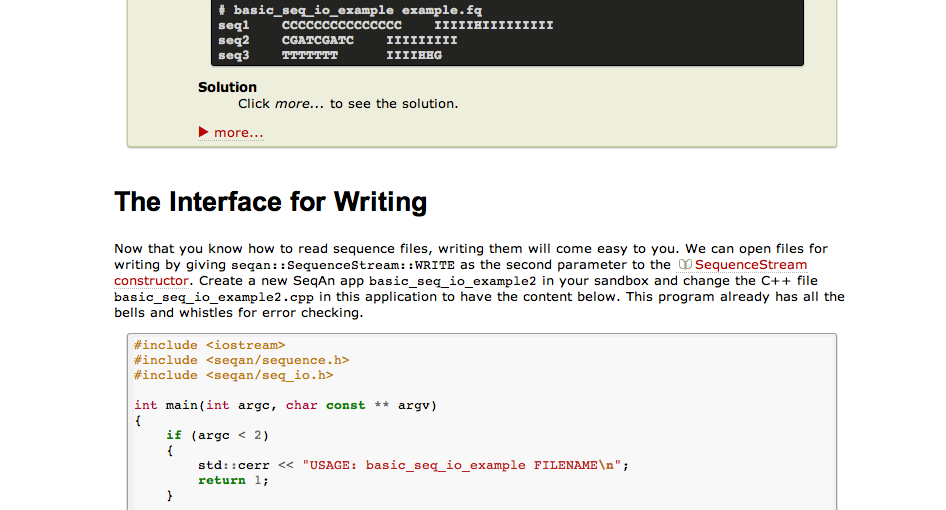 # basic_seq_io_example example.fq
seq1    CCCCCCCCCCCCCCC    IIIIIHIIIIIIIII
seq2    CGATCGATC    IIIIIIIII
seq3    TTTTTTT      IIIIHHG
Solution
Click more... to see the solution.
more...
The Interface for Writing
Now that you know how to read sequence files, writing them will come easy to you. We can open files for
writing by giving seqan::SequenceStream::WRITE as the second parameter to the SequenceStream
constructor. Create a new SeqAn app basic_seq_io_example2 in your sandbox and change the C++ file
basic_seq_io_example2.cpp in this application to have the content below. This program already has all the
bells and whistles for error checking.
#include <iostream>
#include <seqan/sequence.h>
#include <seqan/seq_io.h>
int main(int argc, char const ** argv)
{
    if (argc < 2)
    {
        std::cerr << "USAGE: basic_seq_io_example FILENAME\n";
        return 1;
    }